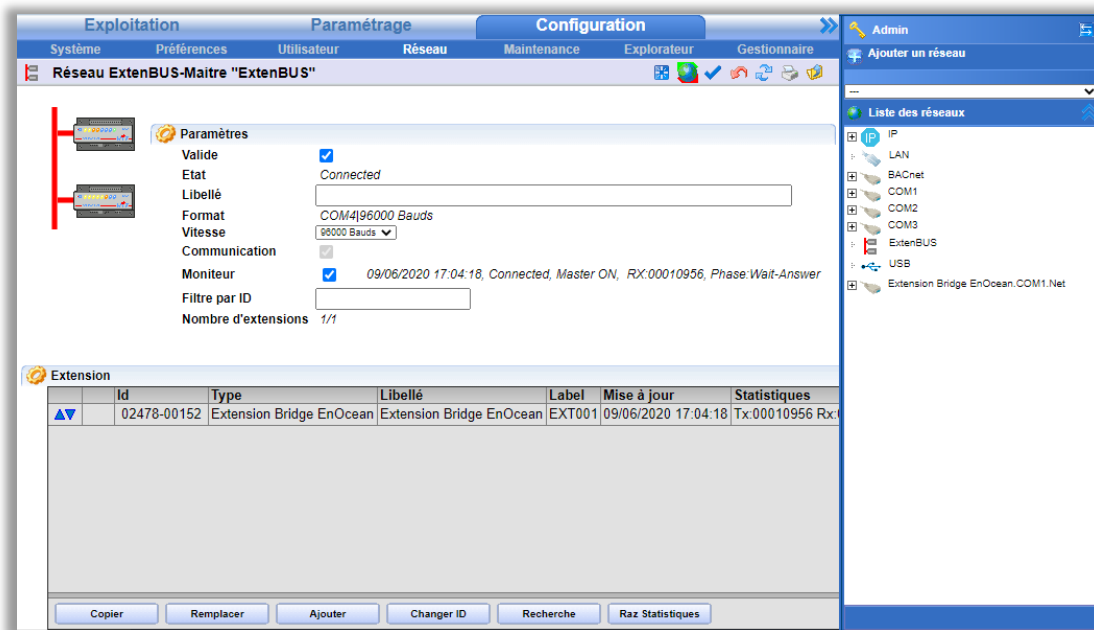 Exploitation Paramétrage Configuration
Système Préférences Utilisateur Réseau Maintenance Explorateur Gestionnaire
Réseau ExtenBUS-Maitre "ExtenBUS"
Paramètres
Valide
Etat Connected
Libellé
Format COM4|96000 Bauds
Vitesse 96000 Bauds
Communication
Moniteur 09/06/2020 17:04:18, Connected, Master ON, RX:00010956, Phase:Wait-Answer
Filtre par ID
Nombre d'extensions 1/1
Extension
Id Type Libellé Label Mise à jour Statistiques
02478-00152 Extension Bridge EnOcean Extension Bridge EnOcean EXT001 09/06/2020 17:04:18 Tx:00010956 Rx:
Copier Remplacer Ajouter Changer ID Recherche Raz Statistiques
Admin
Ajouter un réseau
---
Liste des réseaux
IP IP
LAN
BACnet
COM1
COM2
COM3
ExtenBUS
USB
Extension Bridge EnOcean.COM1.Net